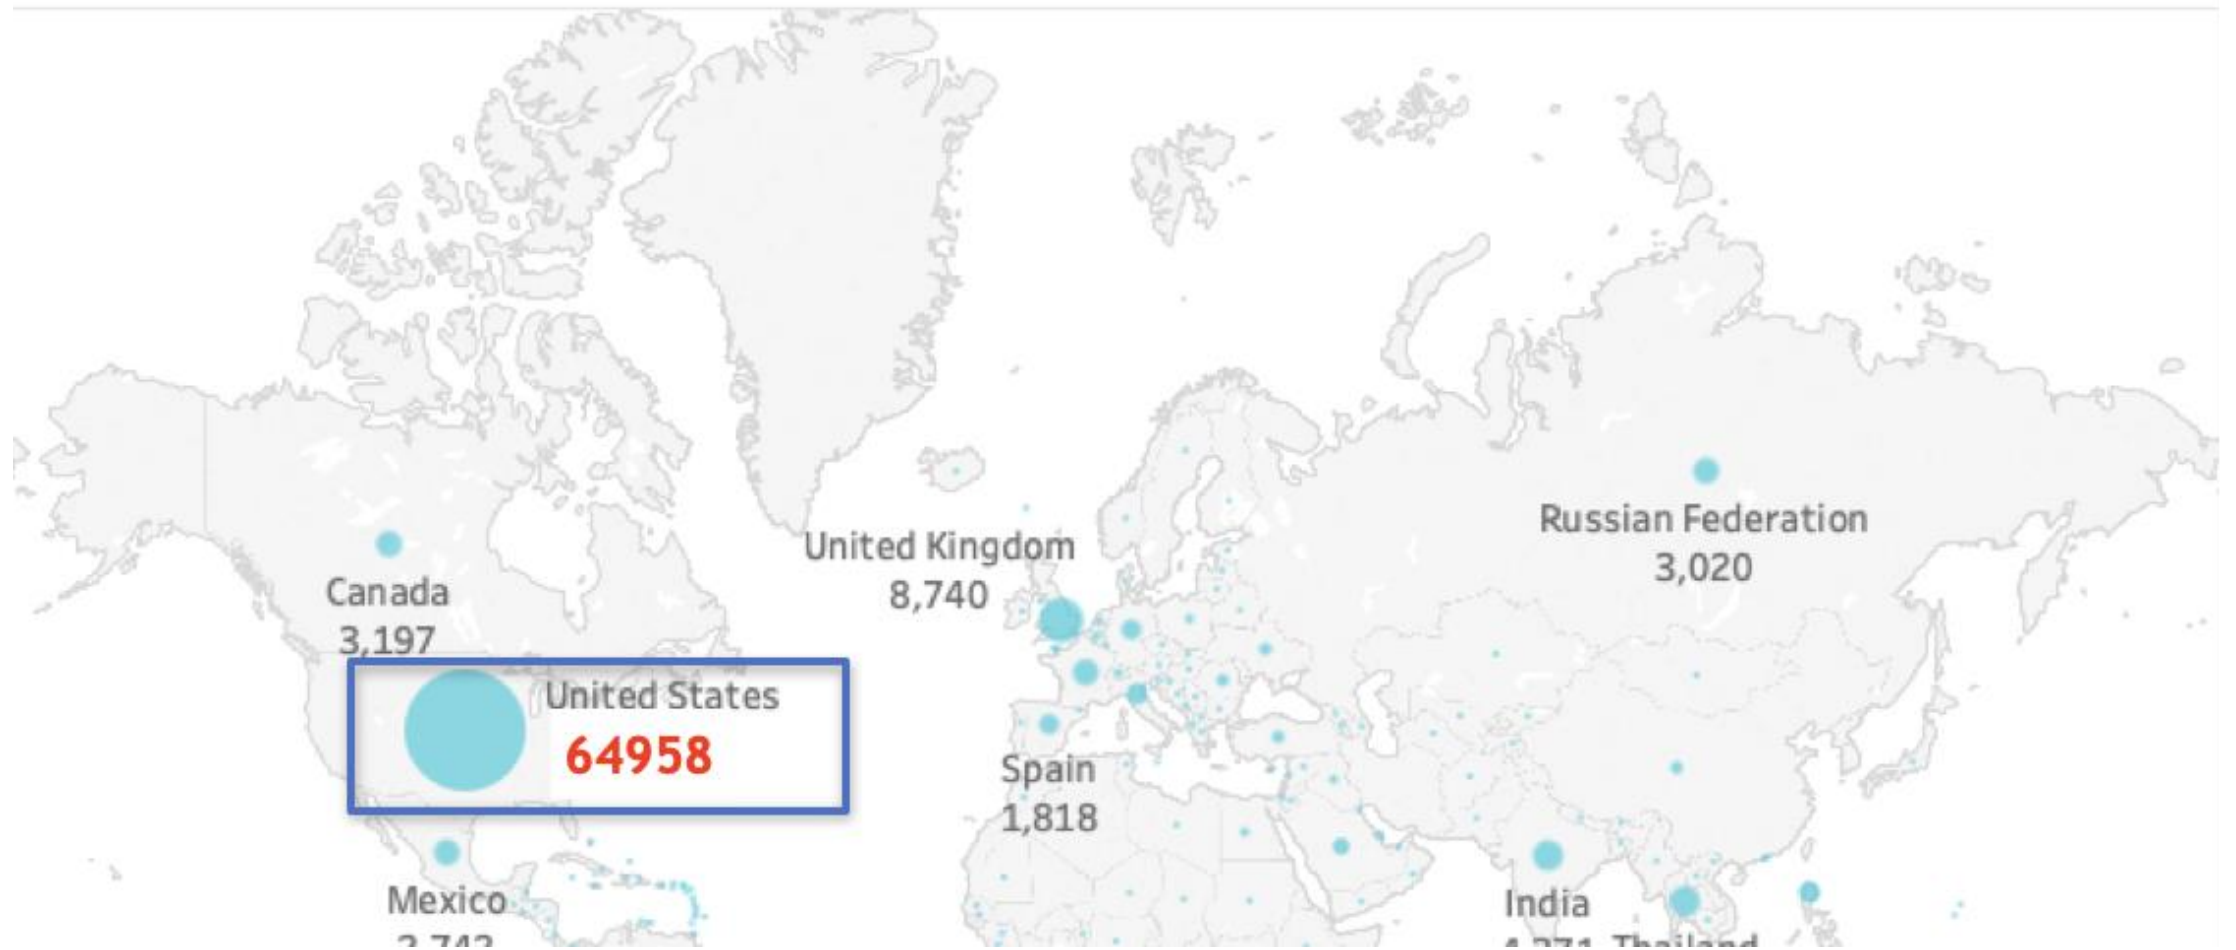 United Kingdom
8,740
Russian Federation
3,020
Canada
3,197
United States
64958
Spain
1,818
Mexico
India
Thailand